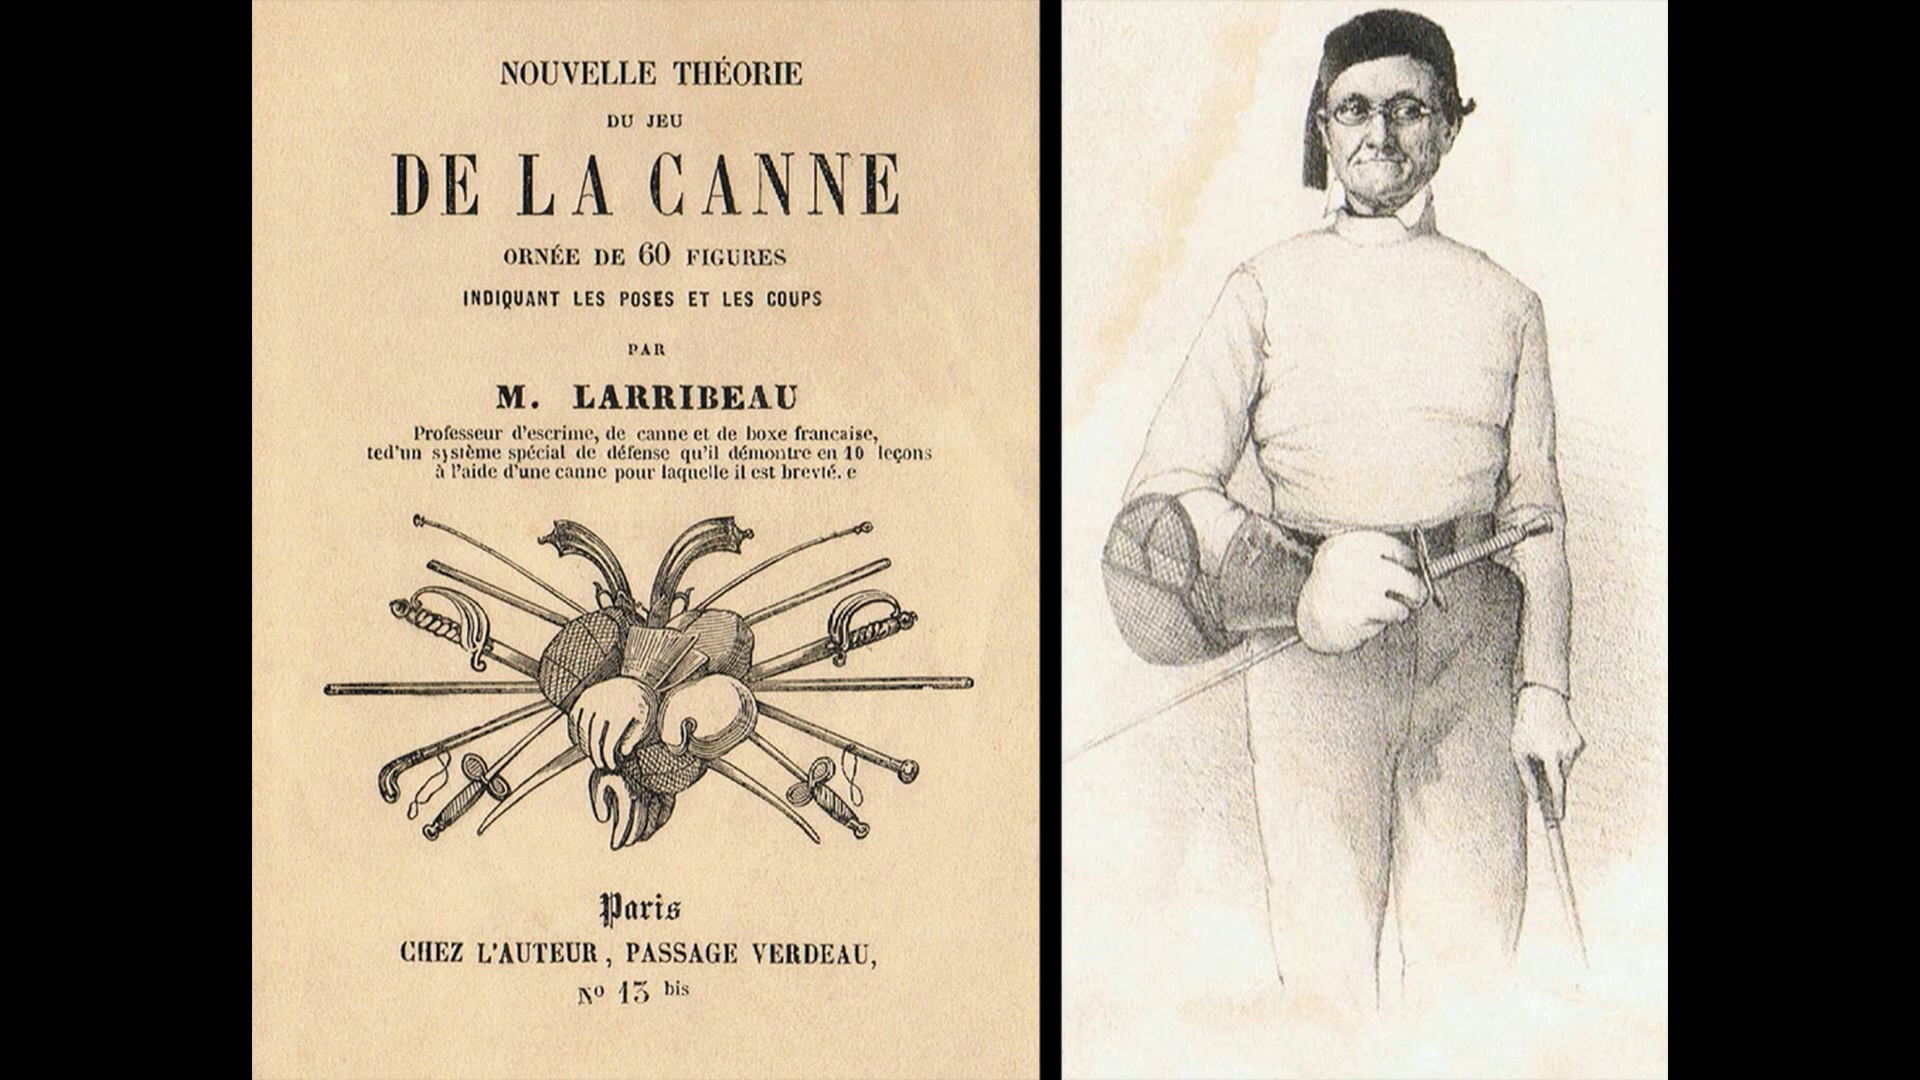 NOUVELLE THÉORIE
DU JEU
DE LA CANNE
ORNÉE DE 60 FIGURES
INDIQUANT LES POSES ET LES COUPS
PAR
M. LARRIBEAU
Professeur d'escrime, de canne et de boxe francaise,
ted'un système spécial de défense qu'il démontre en 10 leçons
à l'aide d'une canne pour laquelle il est brevté. e
Paris
CHEZ L'AUTEUR, PASSAGE VERDEAU,
No 13 bis